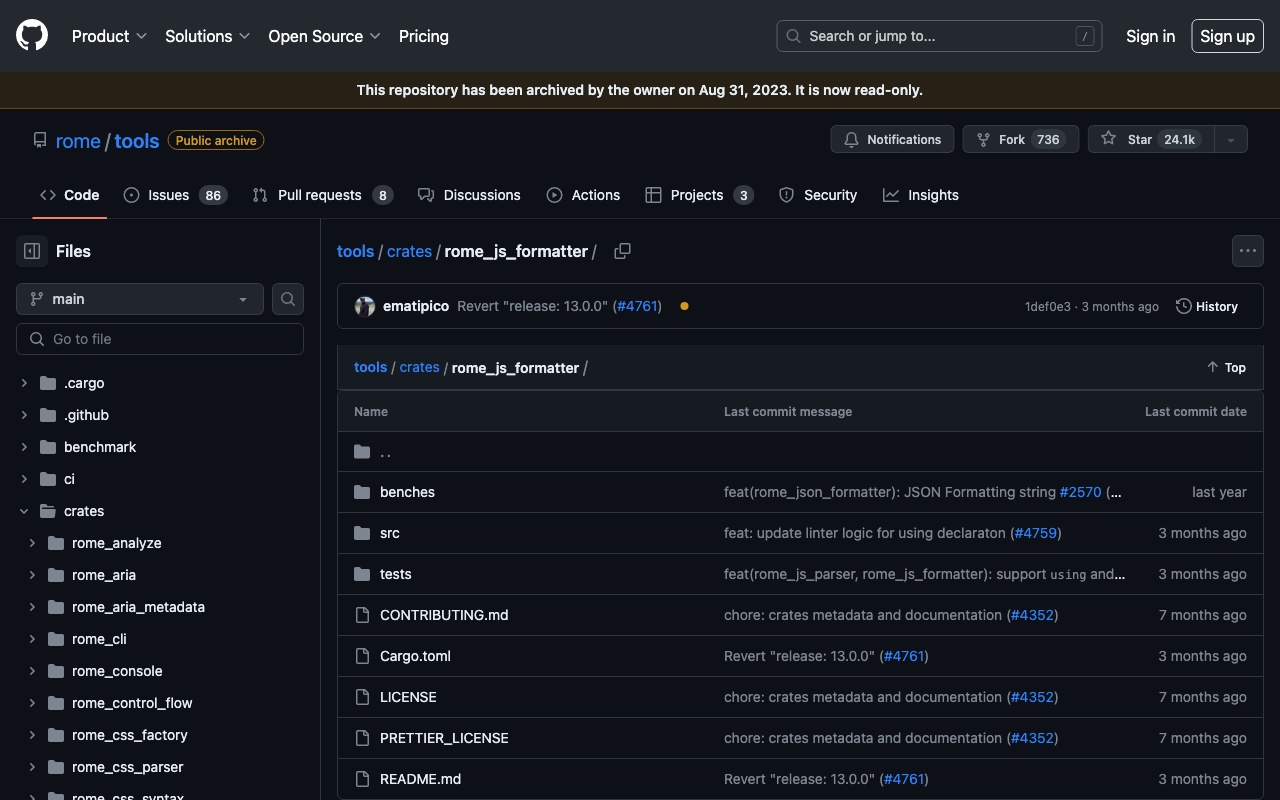 Product Solutions Open Source Pricing Search or jump to... / Sign in Sign up
This repository has been archived by the owner on Aug 31, 2023. It is now read-only.
rome / tools Public archive Notifications Fork 736 Star 24.1k
Code Issues 86 Pull requests 8 Discussions Actions Projects 3 Security Insights
Files
main
Go to file
.cargo
.github
benchmark
ci
crates
rome_analyze
rome_aria
rome_aria_metadata
rome_cli
rome_console
rome_control_flow
rome_css_factory
rome_css_parser
rome_css_syntax
tools / crates / rome_js_formatter /
ematipico Revert "release: 13.0.0" (#4761) 1def0e3 · 3 months ago History
tools / crates / rome_js_formatter / Top
Name Last commit message Last commit date
..
benches feat(rome_json_formatter): JSON Formatting string #2570 (... last year
src feat: update linter logic for using declaraton (#4759) 3 months ago
tests feat(rome_js_parser, rome_js_formatter): support using and... 3 months ago
CONTRIBUTING.md chore: crates metadata and documentation (#4352) 7 months ago
Cargo.toml Revert "release: 13.0.0" (#4761) 3 months ago
LICENSE chore: crates metadata and documentation (#4352) 7 months ago
PRETTIER_LICENSE chore: crates metadata and documentation (#4352) 7 months ago
README.md Revert "release: 13.0.0" (#4761) 3 months ago